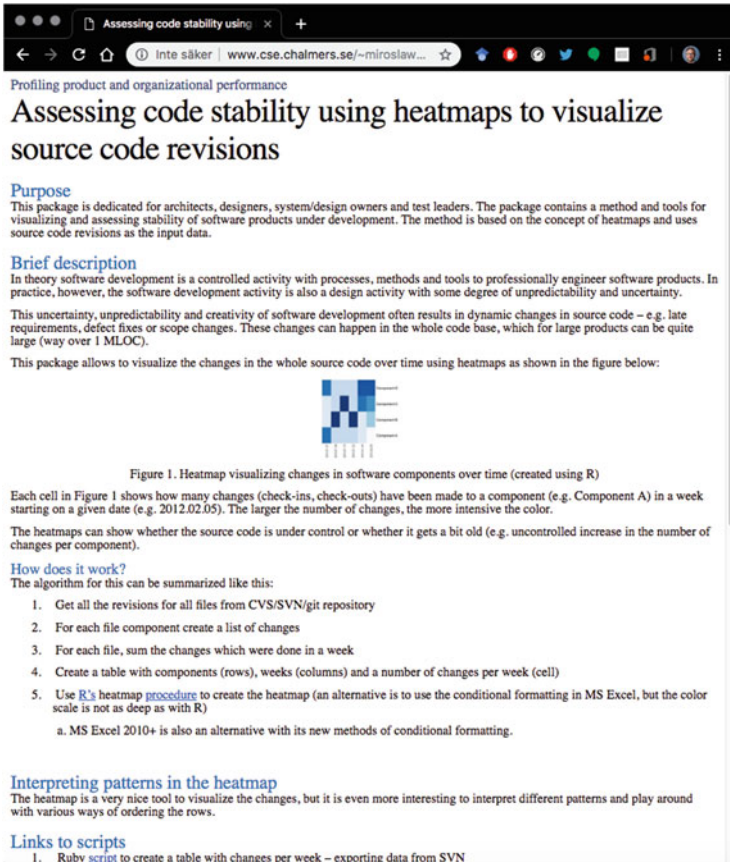 Assessing code stability using
Inte säker | www.cse.chalmers.se/~miroslaw...
Profiling product and organizational performance
Assessing code stability using heatmaps to visualize
source code revisions
Purpose
This package is dedicated for architects, designers, system/design owners and test leaders. The package contains a method and tools for
visualizing and assessing stability of software products under development. The method is based on the concept of heatmaps and uses
source code revisions as the input data.
Brief description
In theory software development is a controlled activity with processes, methods and tools to professionally engineer software products. In
practice, however, the software development activity is also a design activity with some degree of unpredictability and uncertainty.
This uncertainty, unpredictability and creativity of software development often results in dynamic changes in source code – e.g. late
requirements, defect fixes or scope changes. These changes can happen in the whole code base, which for large products can be quite
large (way over 1 MLOC).
This package allows to visualize the changes in the whole source code over time using heatmaps as shown in the figure below:
Figure 1. Heatmap visualizing changes in software components over time (created using R)
Each cell in Figure 1 shows how many changes (check-ins, check-outs) have been made to a component (e.g. Component A) in a week
starting on a given date (e.g. 2012.02.05). The larger the number of changes, the more intensive the color.
The heatmaps can show whether the source code is under control or whether it gets a bit old (e.g. uncontrolled increase in the number of
changes per component).
How does it work?
The algorithm for this can be summarized like this:
1. Get all the revisions for all files from CVS/SVN/git repository
2. For each file component create a list of changes
3. For each file, sum the changes which were done in a week
4. Create a table with components (rows), weeks (columns) and a number of changes per week (cell)
5. Use R's heatmap procedure to create the heatmap (an alternative is to use the conditional formatting in MS Excel, but the color
scale is not as deep as with R)
a. MS Excel 2010+ is also an alternative with its new methods of conditional formatting.
Interpreting patterns in the heatmap
The heatmap is a very nice tool to visualize the changes, but it is even more interesting to interpret different patterns and play around
with various ways of ordering the rows.
Links to scripts
1. Ruby script to create a table with changes per week – exporting data from SVN